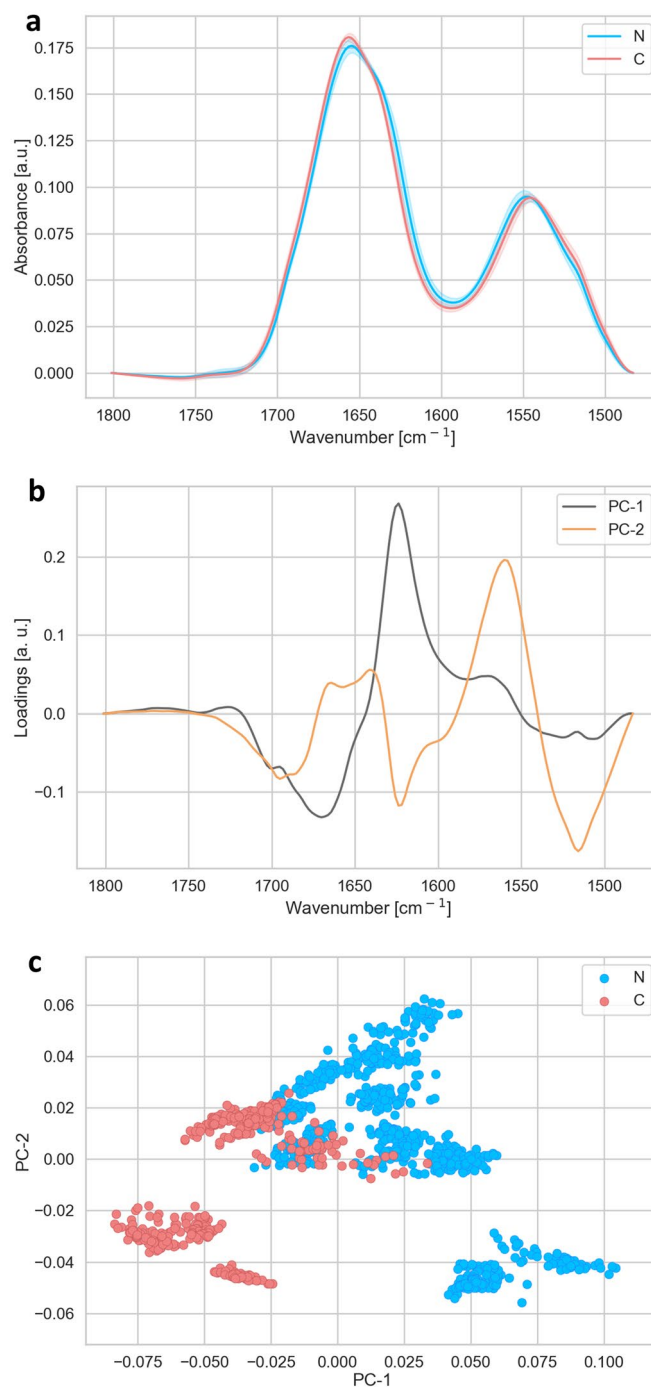 a
N
C
0.175
0.150
0.125
0.100
0.075
0.050
0.025
0.000
Absorbance [a.u.]
1800 1750 1700 1650 1600 1550 1500
Wavenumber [cm⁻¹]
b
PC-1
PC-2
0.2
0.1
0.0
−0.1
Loadings [a. u.]
1800 1750 1700 1650 1600 1550 1500
Wavenumber [cm⁻¹]
c
N
C
0.06
0.04
0.02
0.00
−0.02
−0.04
−0.06
PC-2
−0.075 −0.050 −0.025 0.000 0.025 0.050 0.075 0.100
PC-1